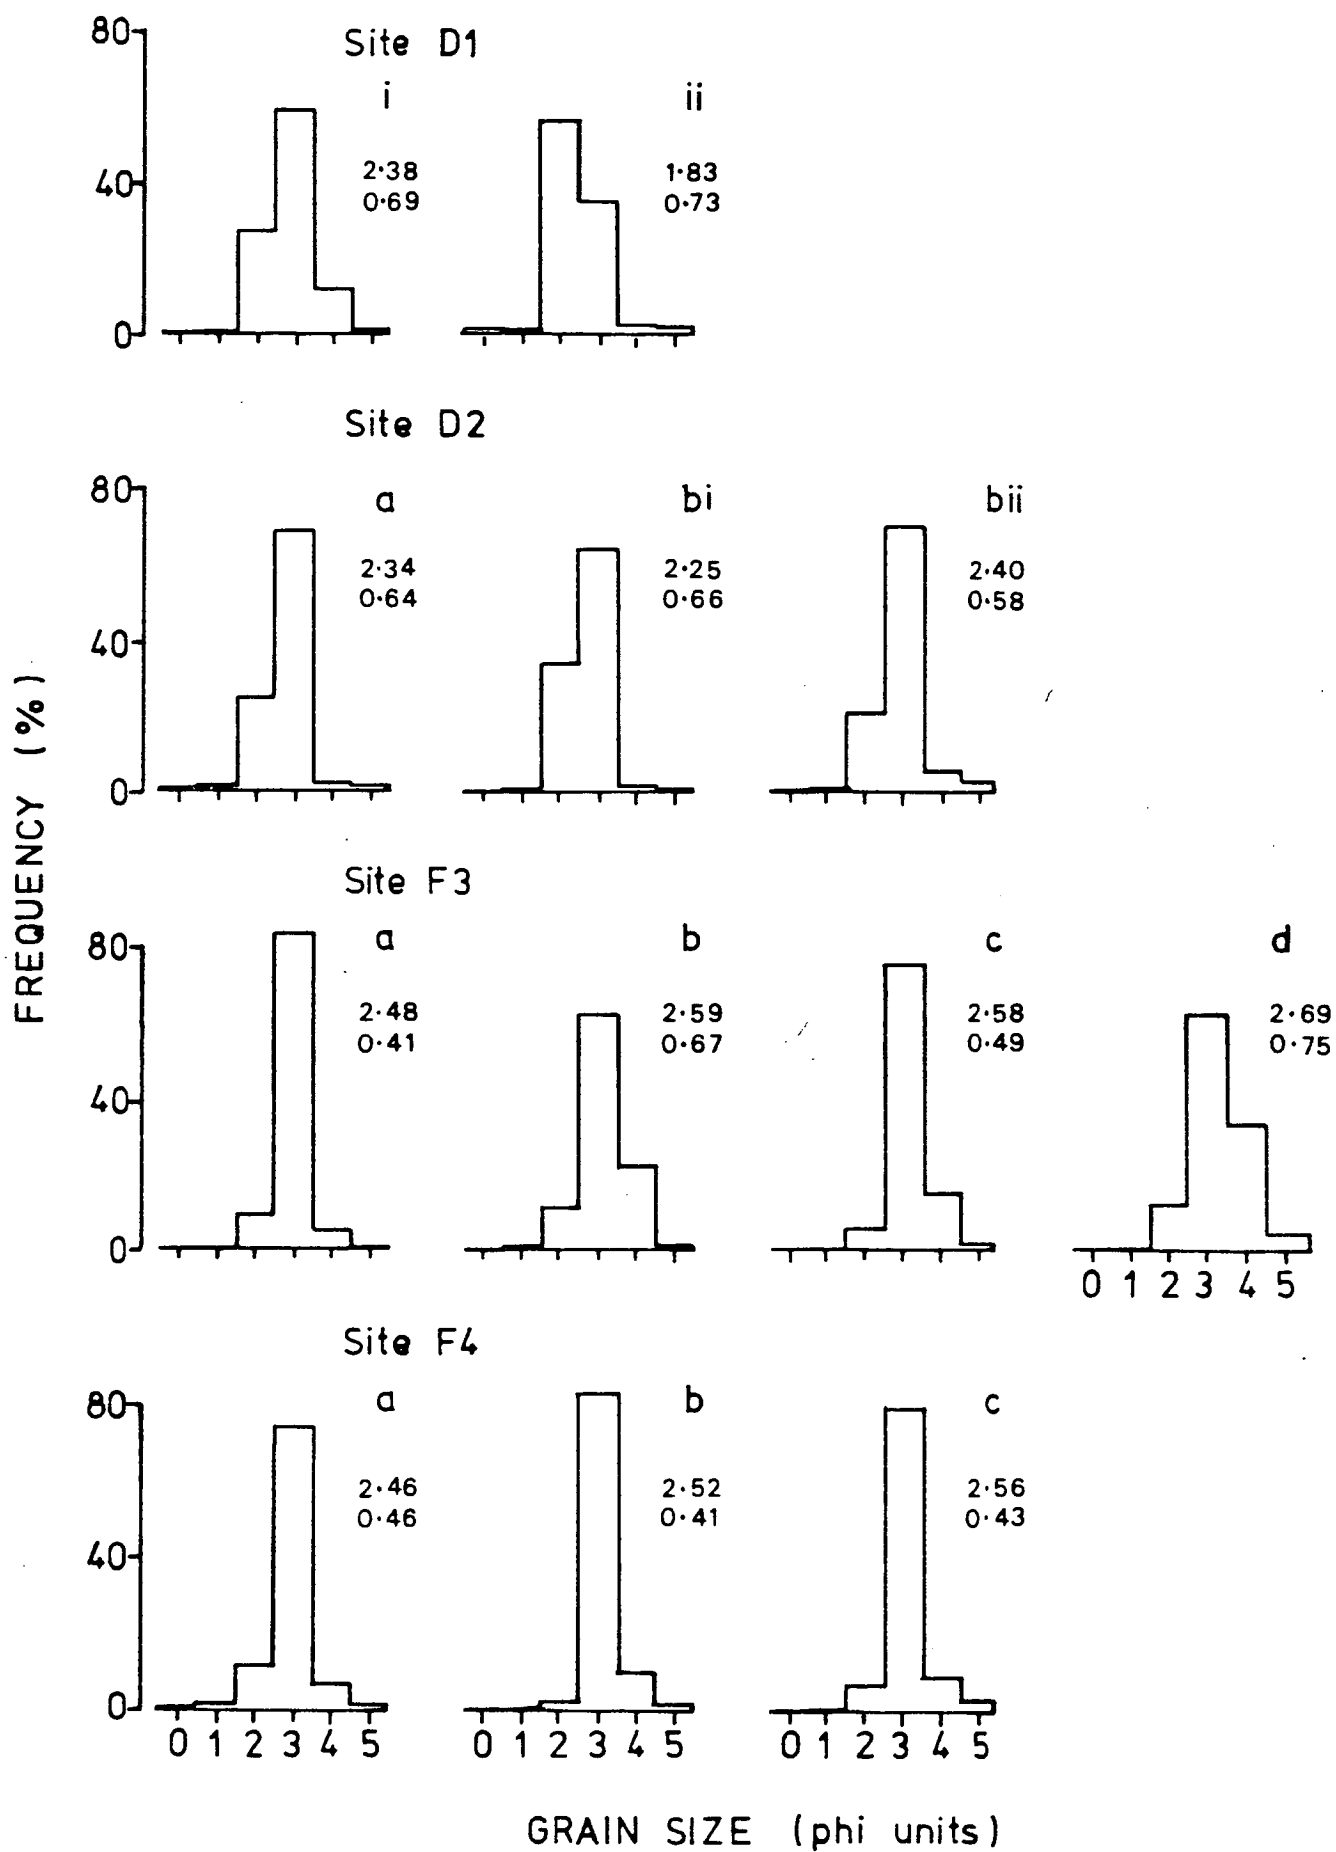 80
Site D1
i
ii
2·38
0·69
1·83
0·73
40
0
Site D2
80
a
bi
bii
2·34
0·64
2·25
0·66
2·40
0·58
40
0
FREQUENCY (%)
Site F3
80
a
b
c
d
2·48
0·41
2·59
0·67
2·58
0·49
2·69
0·75
40
0
0 1 2 3 4 5
Site F4
80
a
b
c
2·46
0·46
2·52
0·41
2·56
0·43
40
0
0 1 2 3 4 5
0 1 2 3 4 5
0 1 2 3 4 5
GRAIN SIZE (phi units)